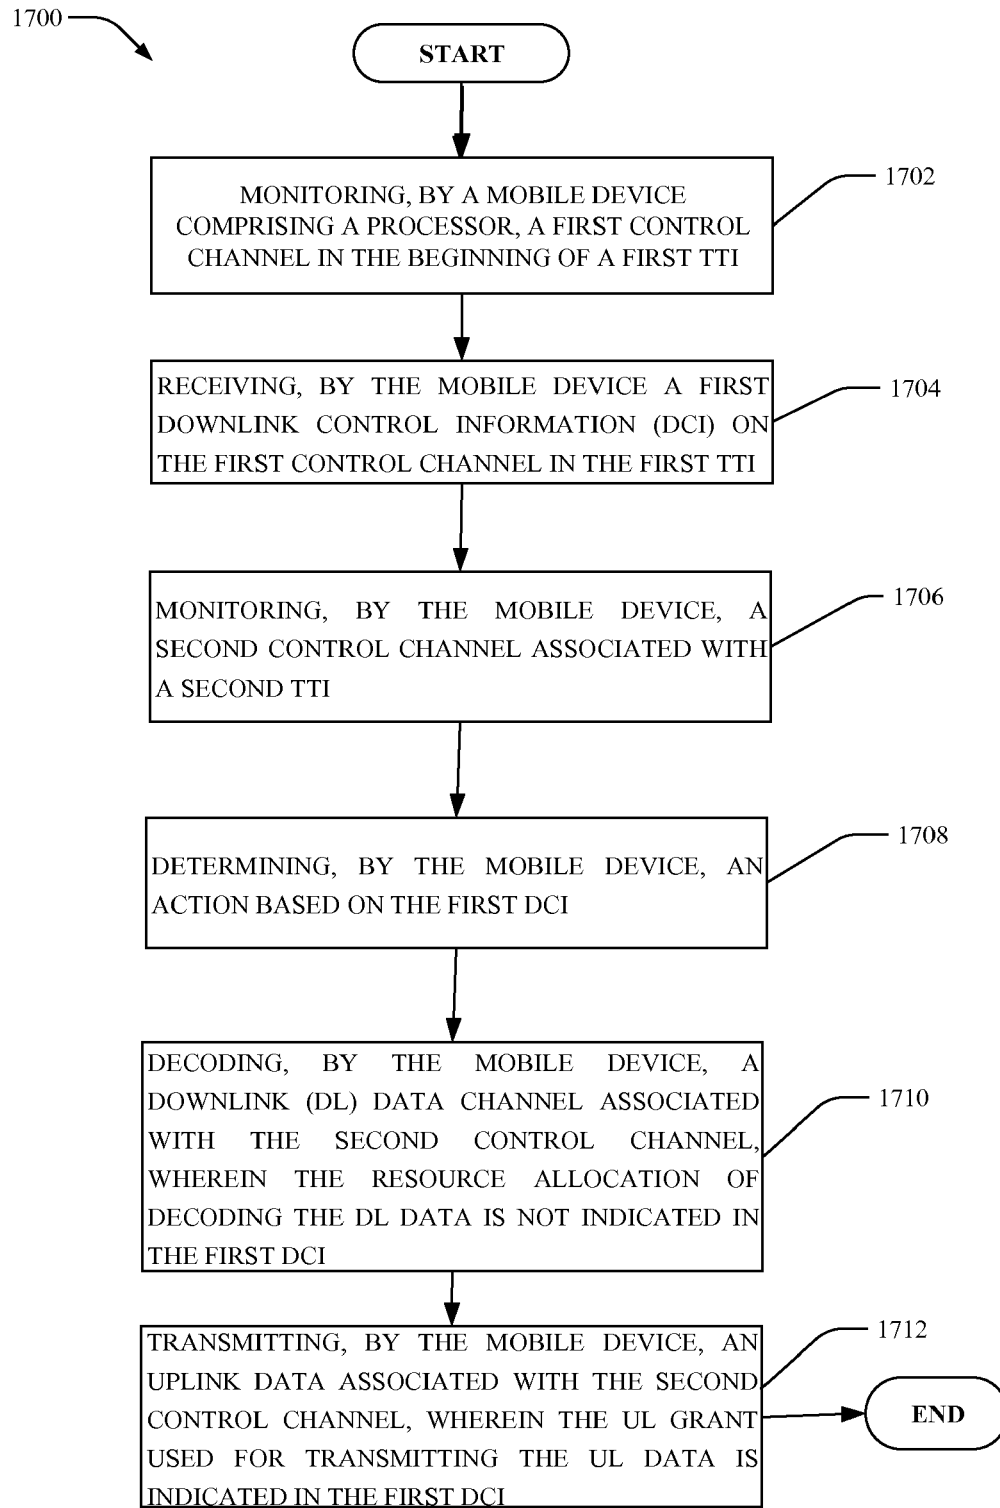 1700
START
MONITORING, BY A MOBILE DEVICE
COMPRISING A PROCESSOR, A FIRST CONTROL
CHANNEL IN THE BEGINNING OF A FIRST TTI
1702
RECEIVING, BY THE MOBILE DEVICE A FIRST
DOWNLINK CONTROL INFORMATION (DCI) ON
THE FIRST CONTROL CHANNEL IN THE FIRST TTI
1704
MONITORING, BY THE MOBILE DEVICE, A
SECOND CONTROL CHANNEL ASSOCIATED WITH
A SECOND TTI
1706
DETERMINING, BY THE MOBILE DEVICE, AN
ACTION BASED ON THE FIRST DCI
1708
DECODING, BY THE MOBILE DEVICE, A
DOWNLINK (DL) DATA CHANNEL ASSOCIATED
WITH THE SECOND CONTROL CHANNEL,
WHEREIN THE RESOURCE ALLOCATION OF
DECODING THE DL DATA IS NOT INDICATED IN
THE FIRST DCI
1710
TRANSMITTING, BY THE MOBILE DEVICE, AN
UPLINK DATA ASSOCIATED WITH THE SECOND
CONTROL CHANNEL, WHEREIN THE UL GRANT
USED FOR TRANSMITTING THE UL DATA IS
INDICATED IN THE FIRST DCI
1712
END